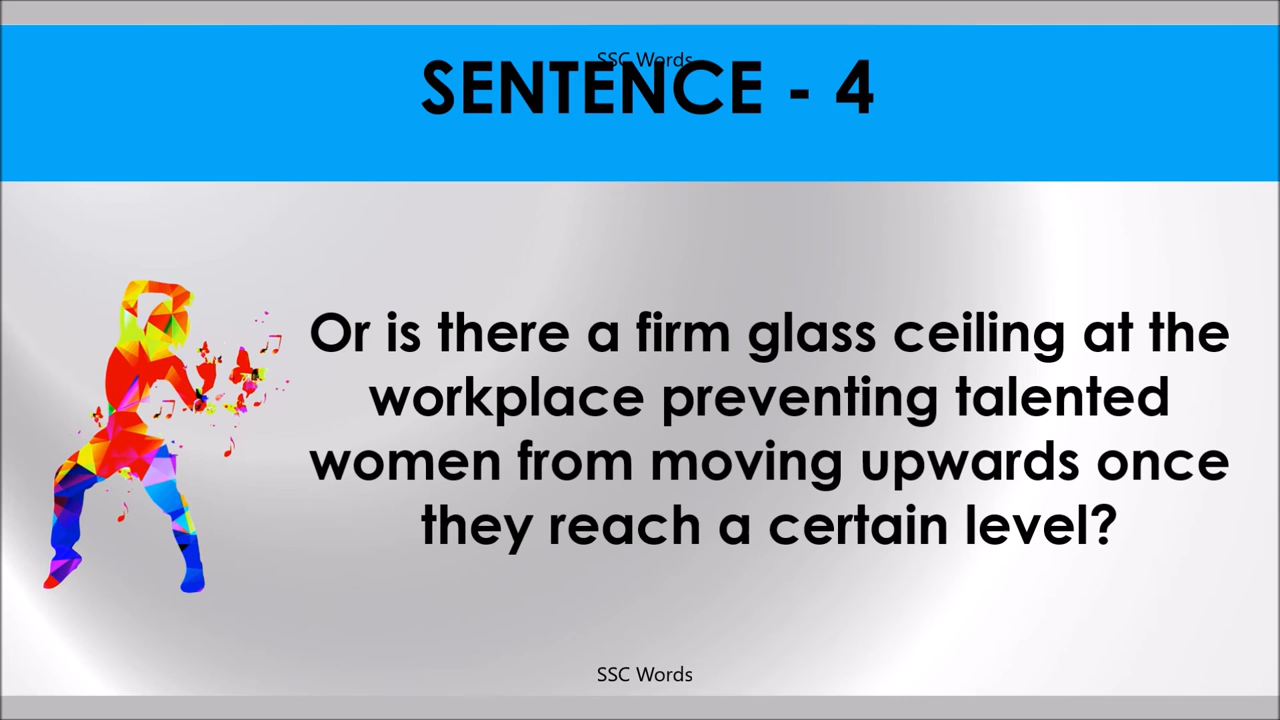 SSC Words
SENTENCE - 4
Or is there a firm glass ceiling at the
workplace preventing talented
women from moving upwards once
they reach a certain level?
SSC Words